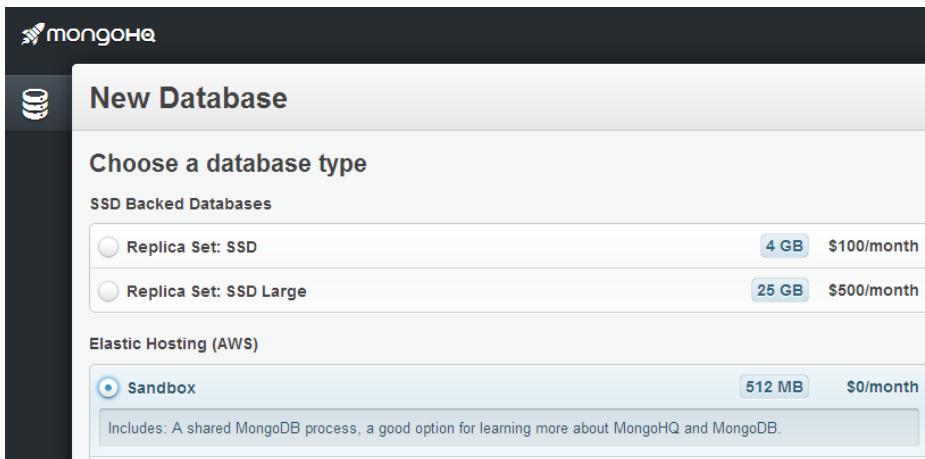 mongoHQ
New Database
Choose a database type
SSD Backed Databases
Replica Set: SSD 4 GB $100/month
Replica Set: SSD Large 25 GB $500/month
Elastic Hosting (AWS)
Sandbox 512 MB $0/month
Includes: A shared MongoDB process, a good option for learning more about MongoHQ and MongoDB.